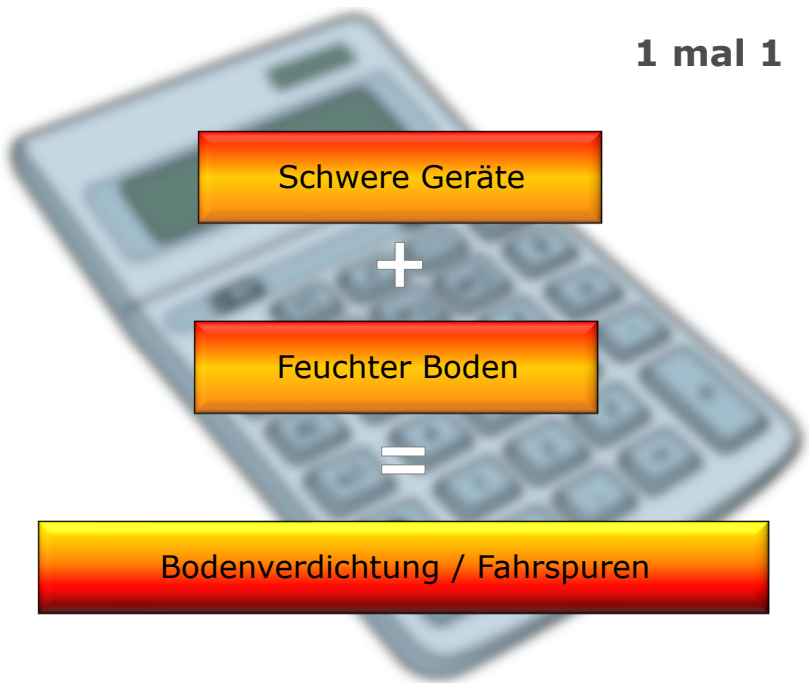 1 mal 1
Schwere Geräte
+
Feuchter Boden
=
Bodenverdichtung / Fahrspuren